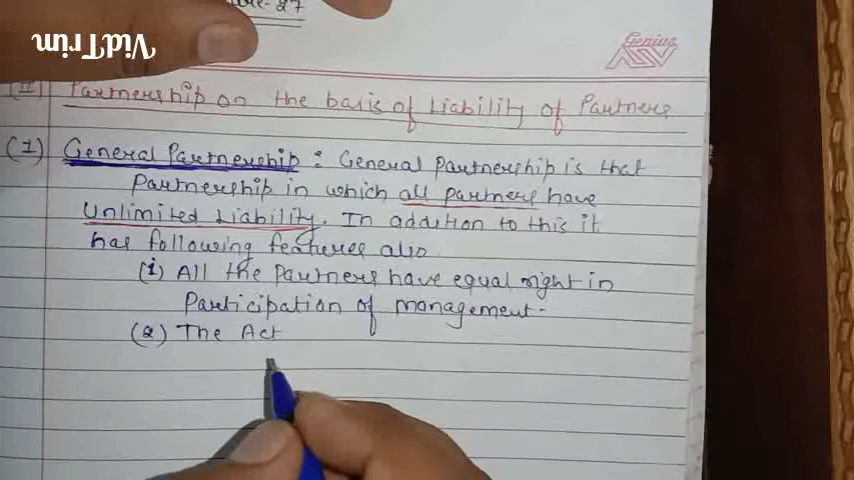 VidTrim
Genius
(II) Partnership on the basis of Liability of Partners
(1) General Partnership : General Partnership is that
Partnership in which all partners have
Unlimited Liability. In addition to this it
has following features also.
(i) All the Partners have equal right in
Participation of management.
(2) The Act